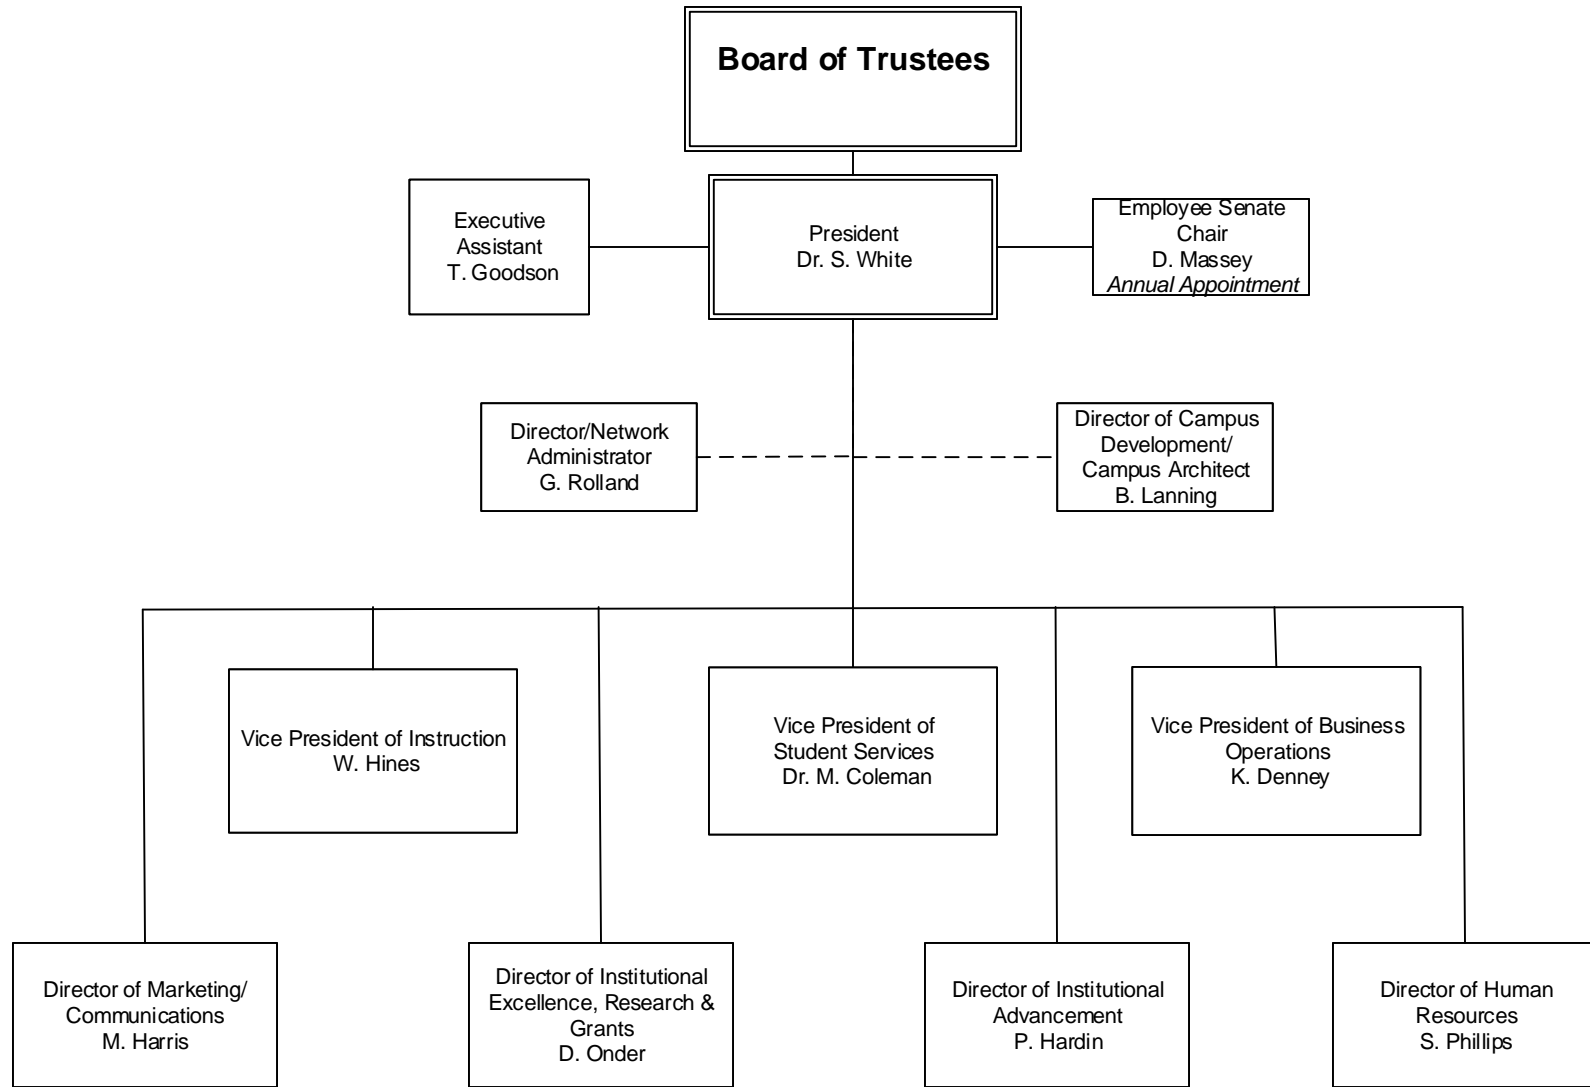 Board of Trustees
Executive
Assistant
T. Goodson
President
Dr. S. White
Employee Senate
Chair
D. Massey
Annual Appointment
Director/Network
Administrator
G. Rolland
Director of Campus
Development/
Campus Architect
B. Lanning
Vice President of Instruction
W. Hines
Vice President of
Student Services
Dr. M. Coleman
Vice President of Business
Operations
K. Denney
Director of Marketing/
Communications
M. Harris
Director of Institutional
Excellence, Research &
Grants
D. Onder
Director of Institutional
Advancement
P. Hardin
Director of Human
Resources
S. Phillips